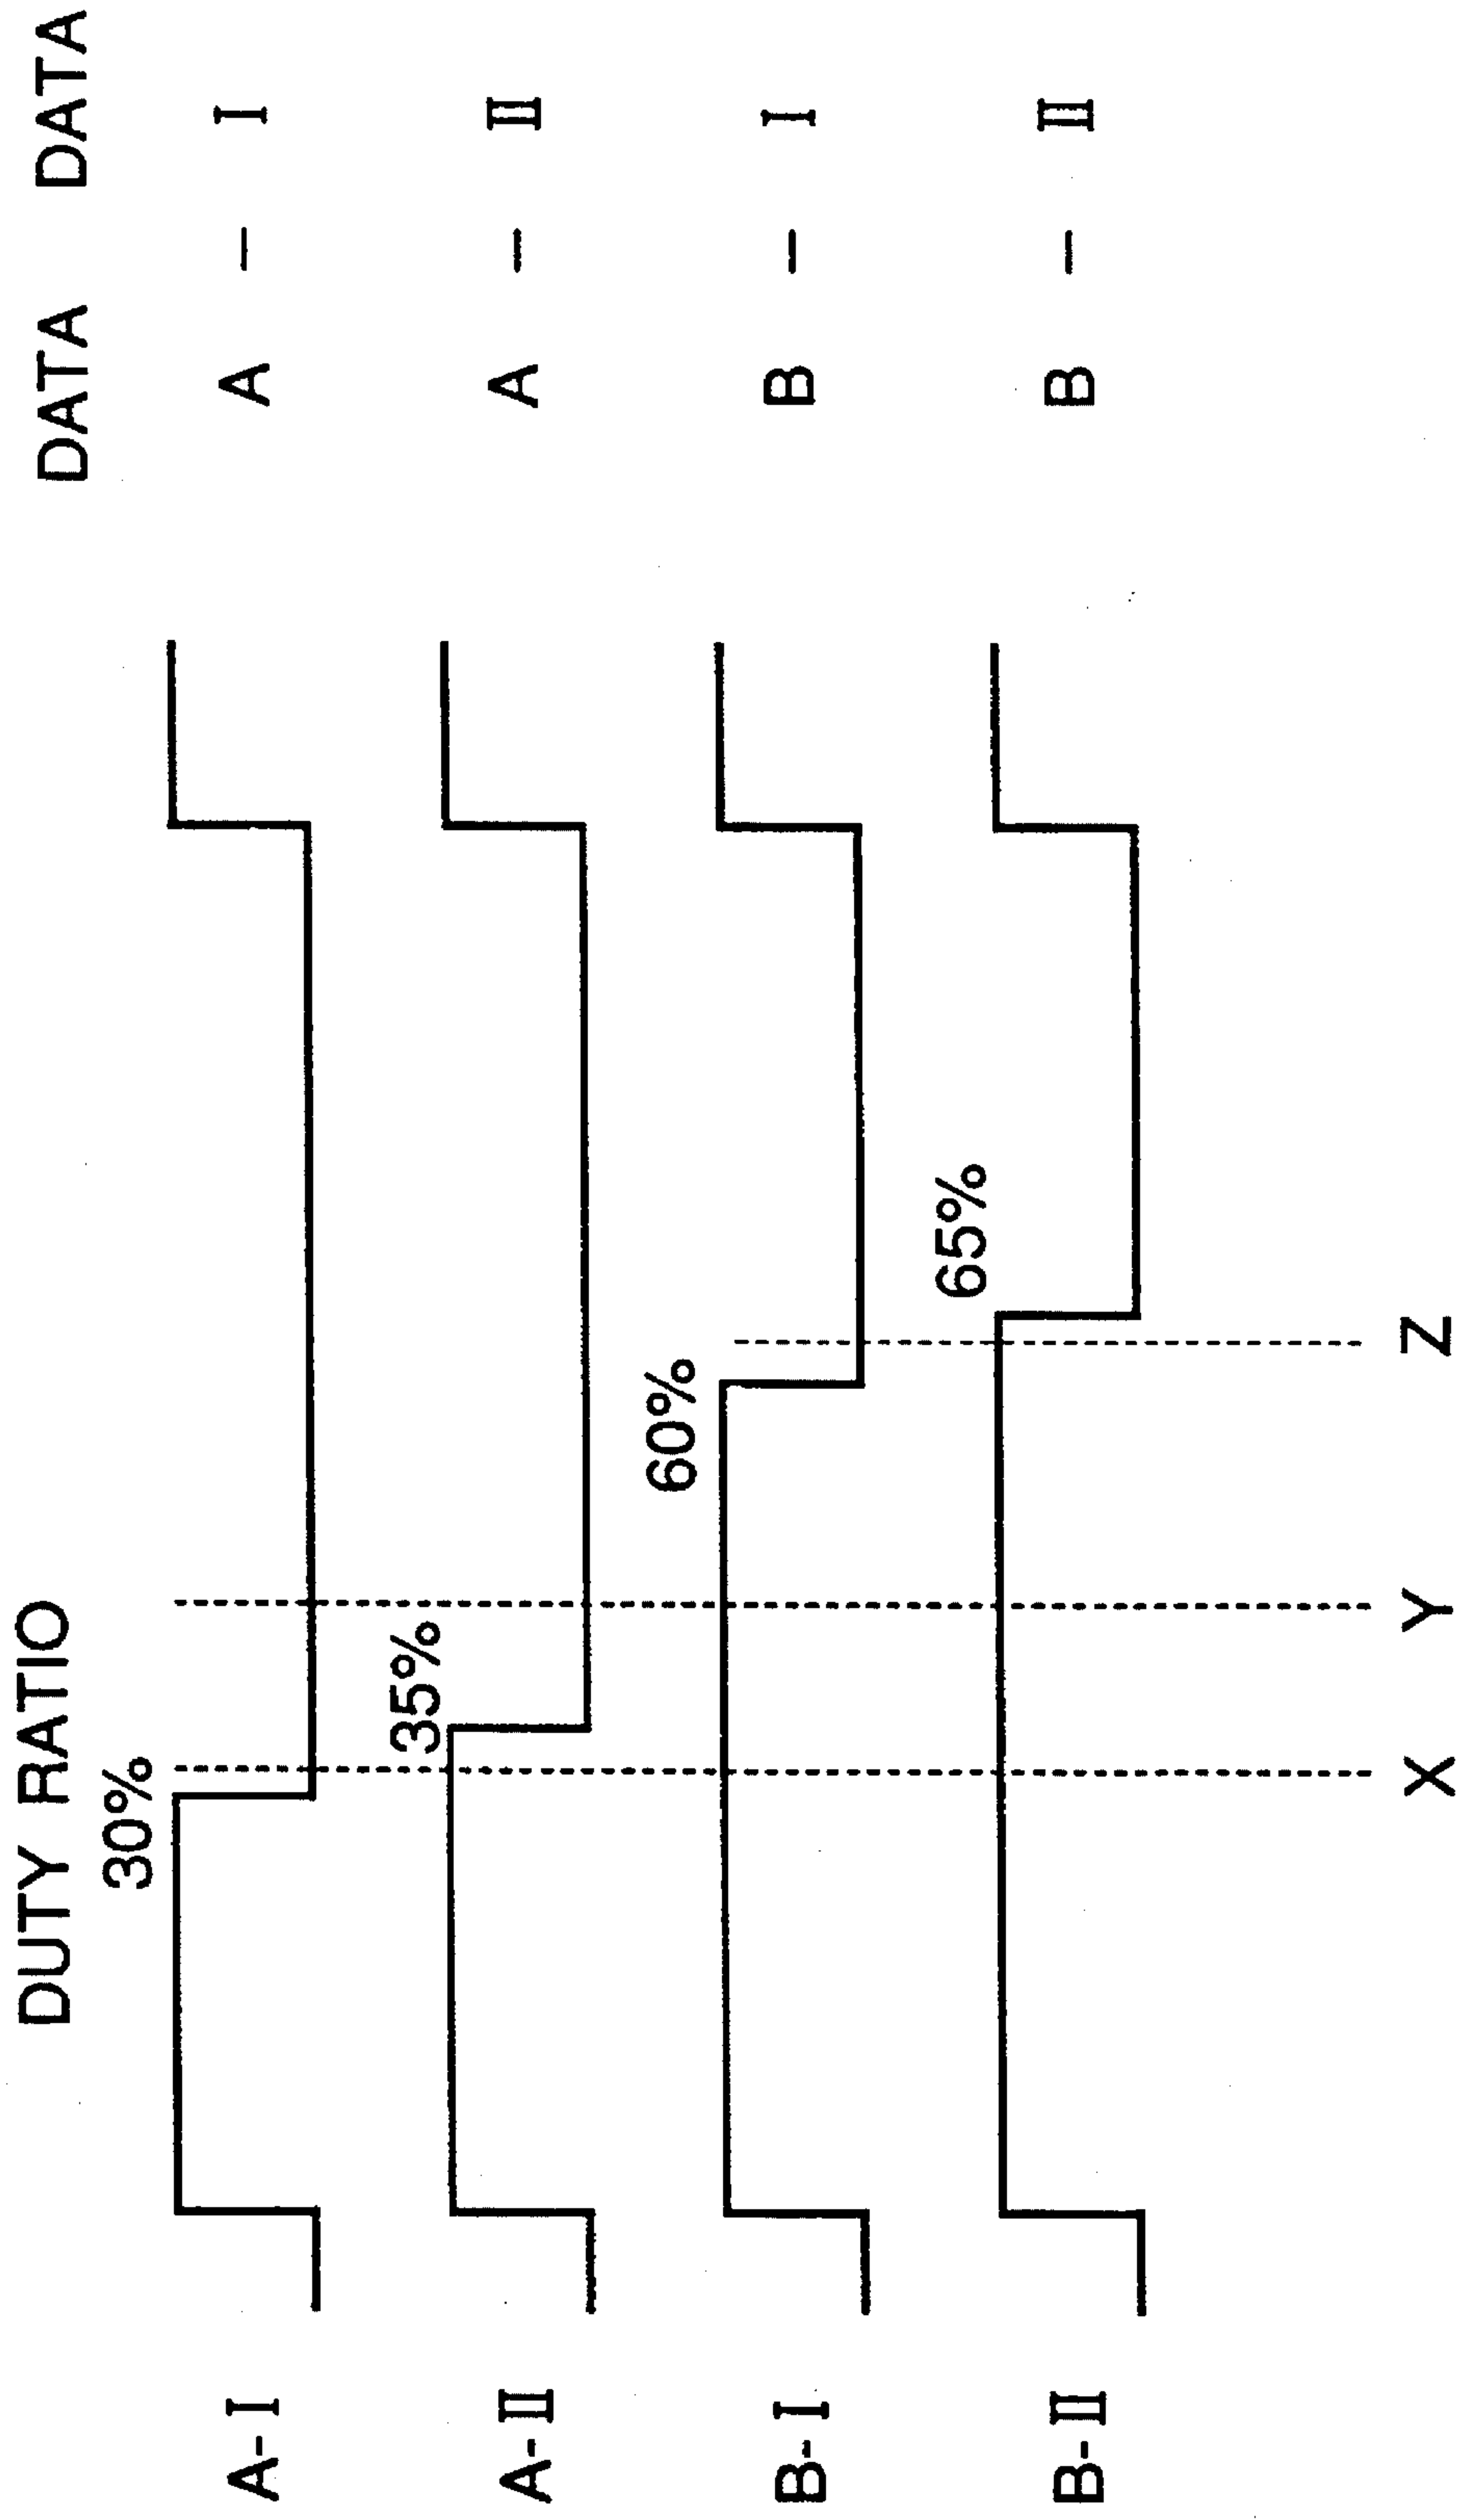 DUTY RATIO DATA DATA
30%
A-I A – I
35%
A-II A – II
60%
B-I B – I
65%
B-II B – II
X Y Z